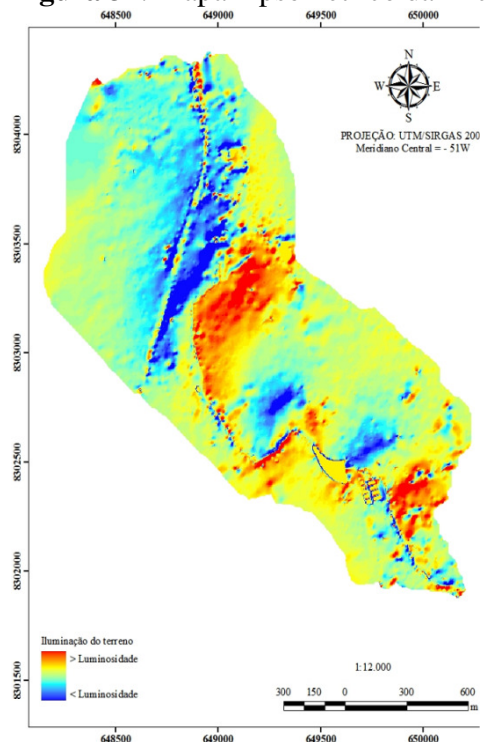 648500 649000 649500 650000
N
W E
S
PROJEÇÃO: UTM/SIRGAS 200
Meridiano Central = - 51W
8304000
8303500
8303000
8302500
8302000
8301500
Iluminação do terreno
> Luminosidade
< Luminosidade
1:12.000
300 150 0 300 600
m
648500 649000 649500 650000